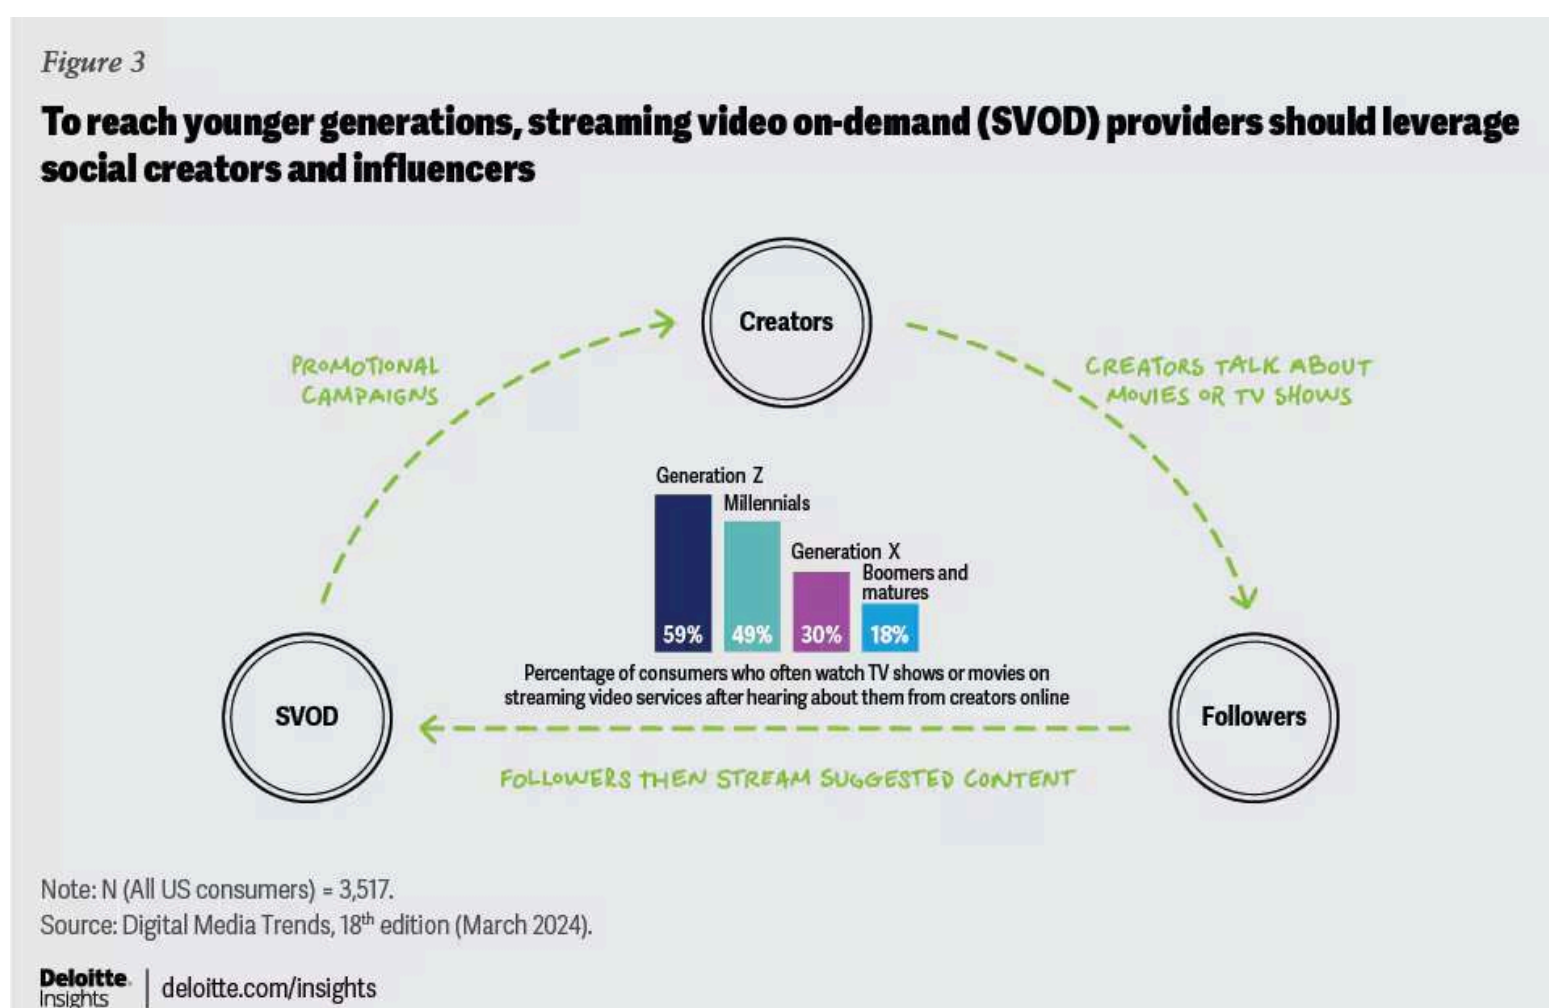 Figure 3
To reach younger generations, streaming video on-demand (SVOD) providers should leverage
social creators and influencers
Creators
PROMOTIONAL
CAMPAIGNS
CREATORS TALK ABOUT
MOVIES OR TV SHOWS
Generation Z
Millennials
Generation X
Boomers and
matures
59%
49%
30%
18%
Percentage of consumers who often watch TV shows or movies on
streaming video services after hearing about them from creators online
SVOD
Followers
FOLLOWERS THEN STREAM SUGGESTED CONTENT
Note: N (All US consumers) = 3,517.
Source: Digital Media Trends, 18th edition (March 2024).
Deloitte.
Insights
deloitte.com/insights